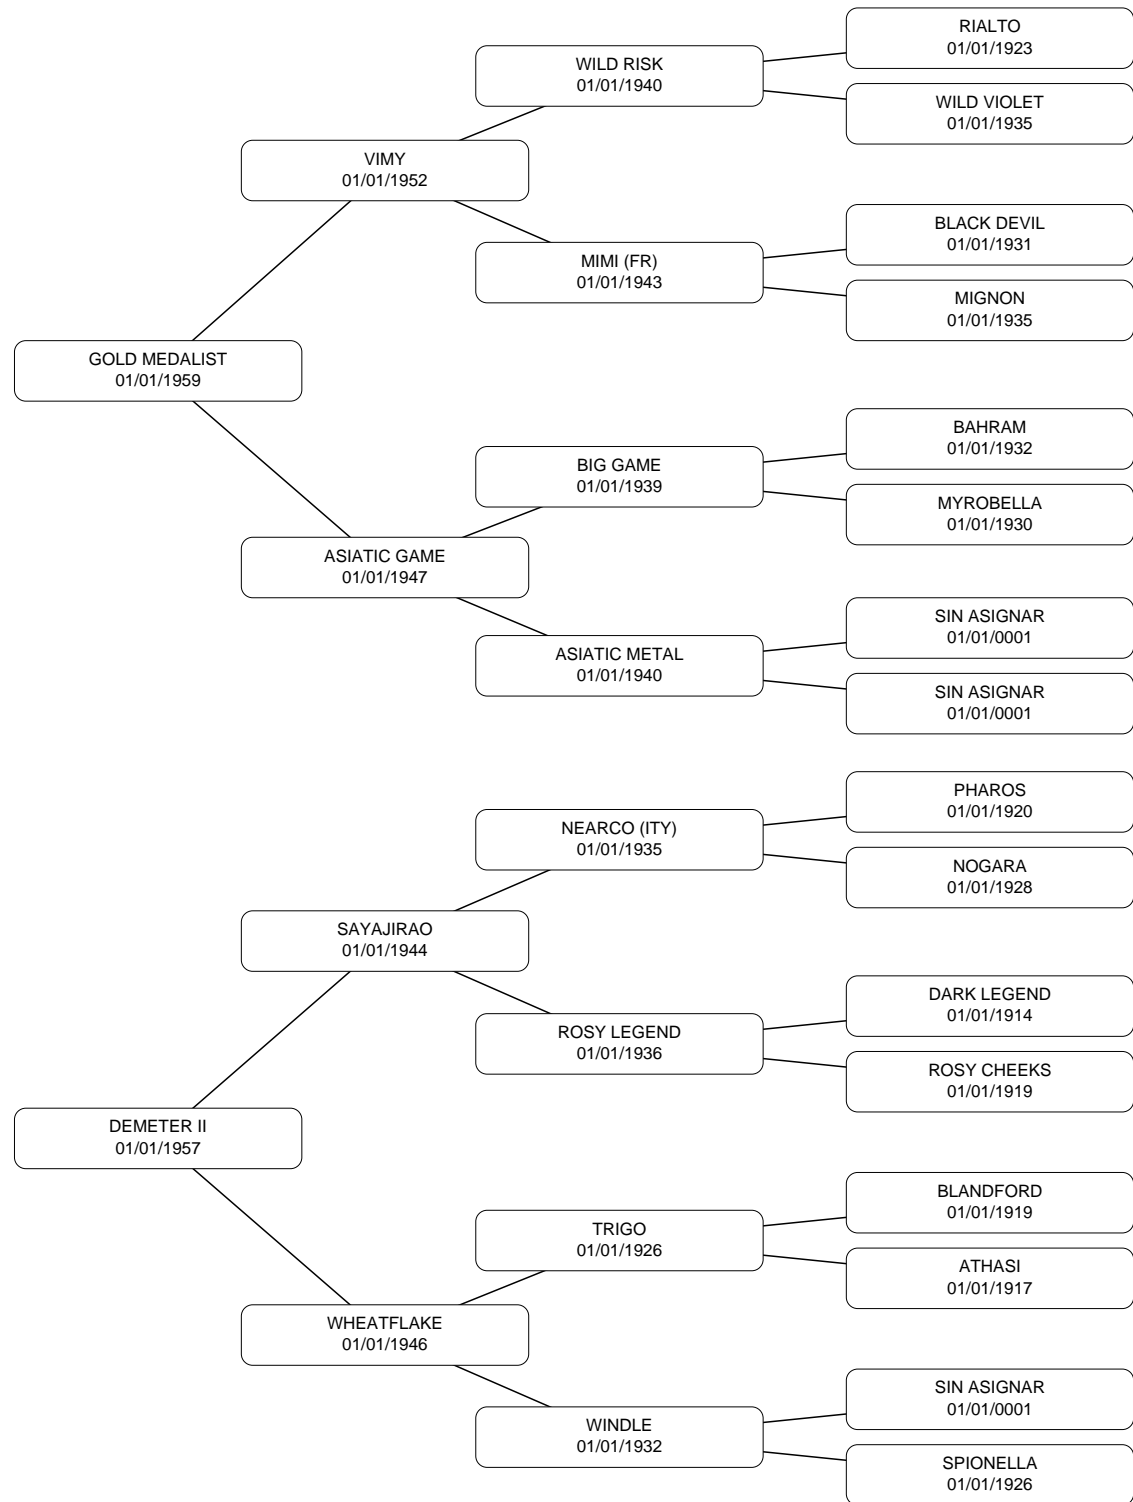 RIALTO
01/01/1923
WILD RISK
01/01/1940
WILD VIOLET
01/01/1935
VIMY
01/01/1952
BLACK DEVIL
01/01/1931
MIMI (FR)
01/01/1943
MIGNON
01/01/1935
GOLD MEDALIST
01/01/1959
BAHRAM
01/01/1932
BIG GAME
01/01/1939
MYROBELLA
01/01/1930
ASIATIC GAME
01/01/1947
SIN ASIGNAR
01/01/0001
ASIATIC METAL
01/01/1940
SIN ASIGNAR
01/01/0001
PHAROS
01/01/1920
NEARCO (ITY)
01/01/1935
NOGARA
01/01/1928
SAYAJIRAO
01/01/1944
DARK LEGEND
01/01/1914
ROSY LEGEND
01/01/1936
ROSY CHEEKS
01/01/1919
DEMETER II
01/01/1957
BLANDFORD
01/01/1919
TRIGO
01/01/1926
ATHASI
01/01/1917
WHEATFLAKE
01/01/1946
SIN ASIGNAR
01/01/0001
WINDLE
01/01/1932
SPIONELLA
01/01/1926